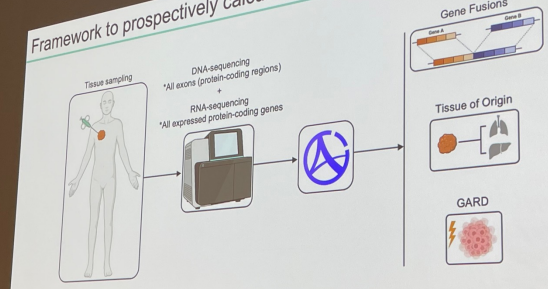 Framework to prospectively
Tissue sampling
DNA-sequencing
*All exons (protein-coding regions)
+
RNA-sequencing
*All expressed protein-coding genes
Gene Fusions
Gene A
Gene B
Tissue of Origin
GARD